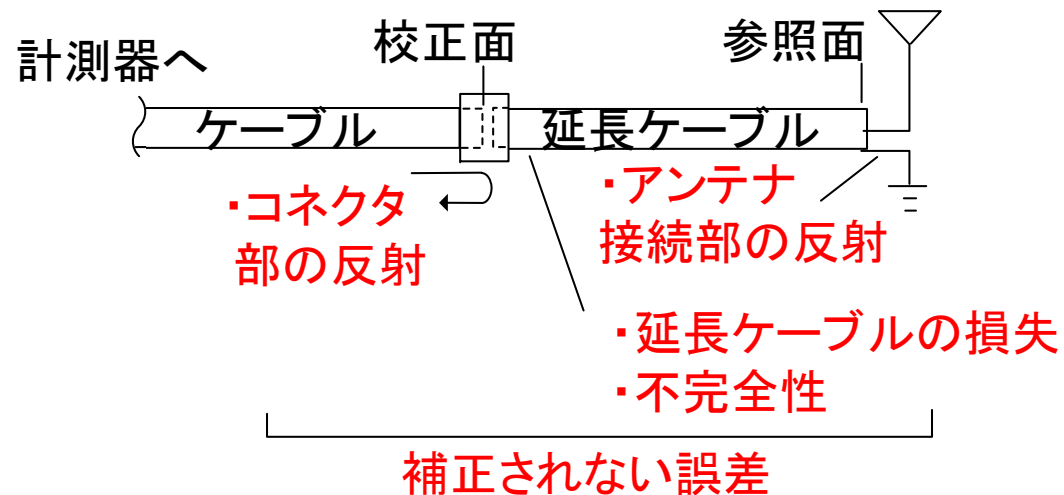 計測器へ
校正面
参照面
ケーブル
延長ケーブル
・コネクタ
部の反射
・アンテナ
接続部の反射
・延長ケーブルの損失
・不完全性
補正されない誤差